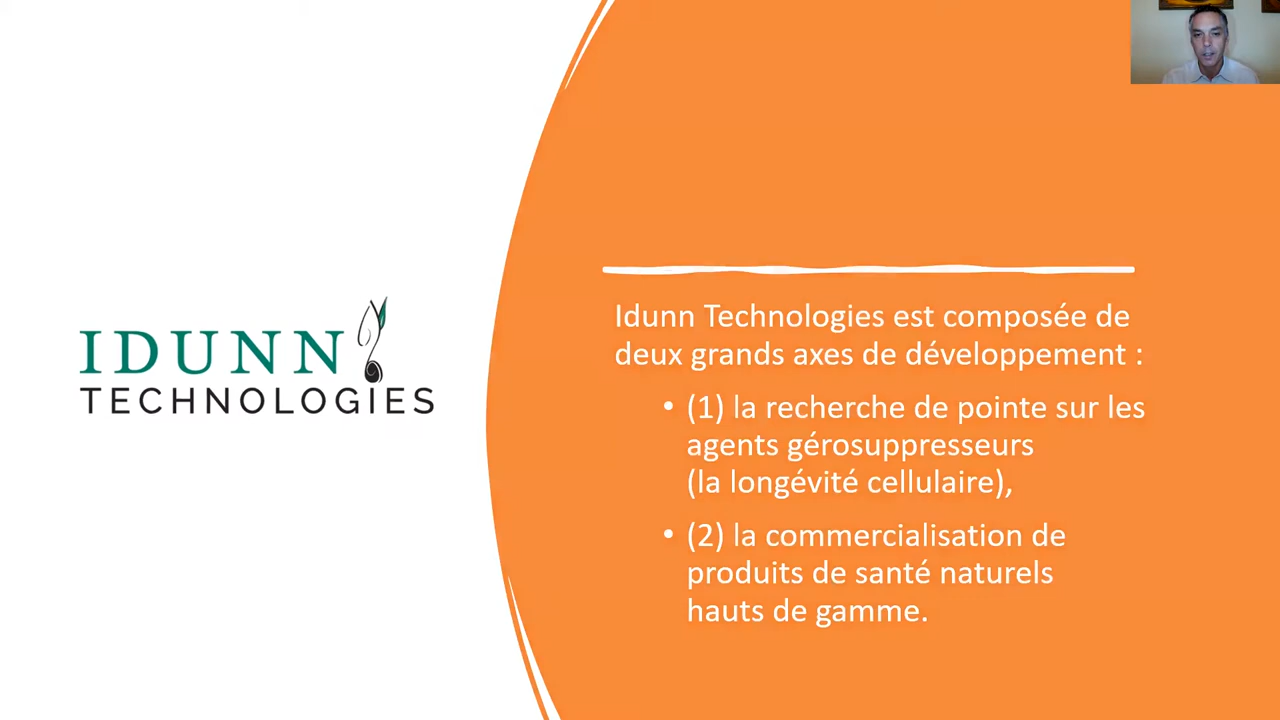 IDUNN
TECHNOLOGIES
Idunn Technologies est composée de
deux grands axes de développement :
• (1) la recherche de pointe sur les
agents gérosuppresseurs
(la longévité cellulaire),
• (2) la commercialisation de
produits de santé naturels
hauts de gamme.